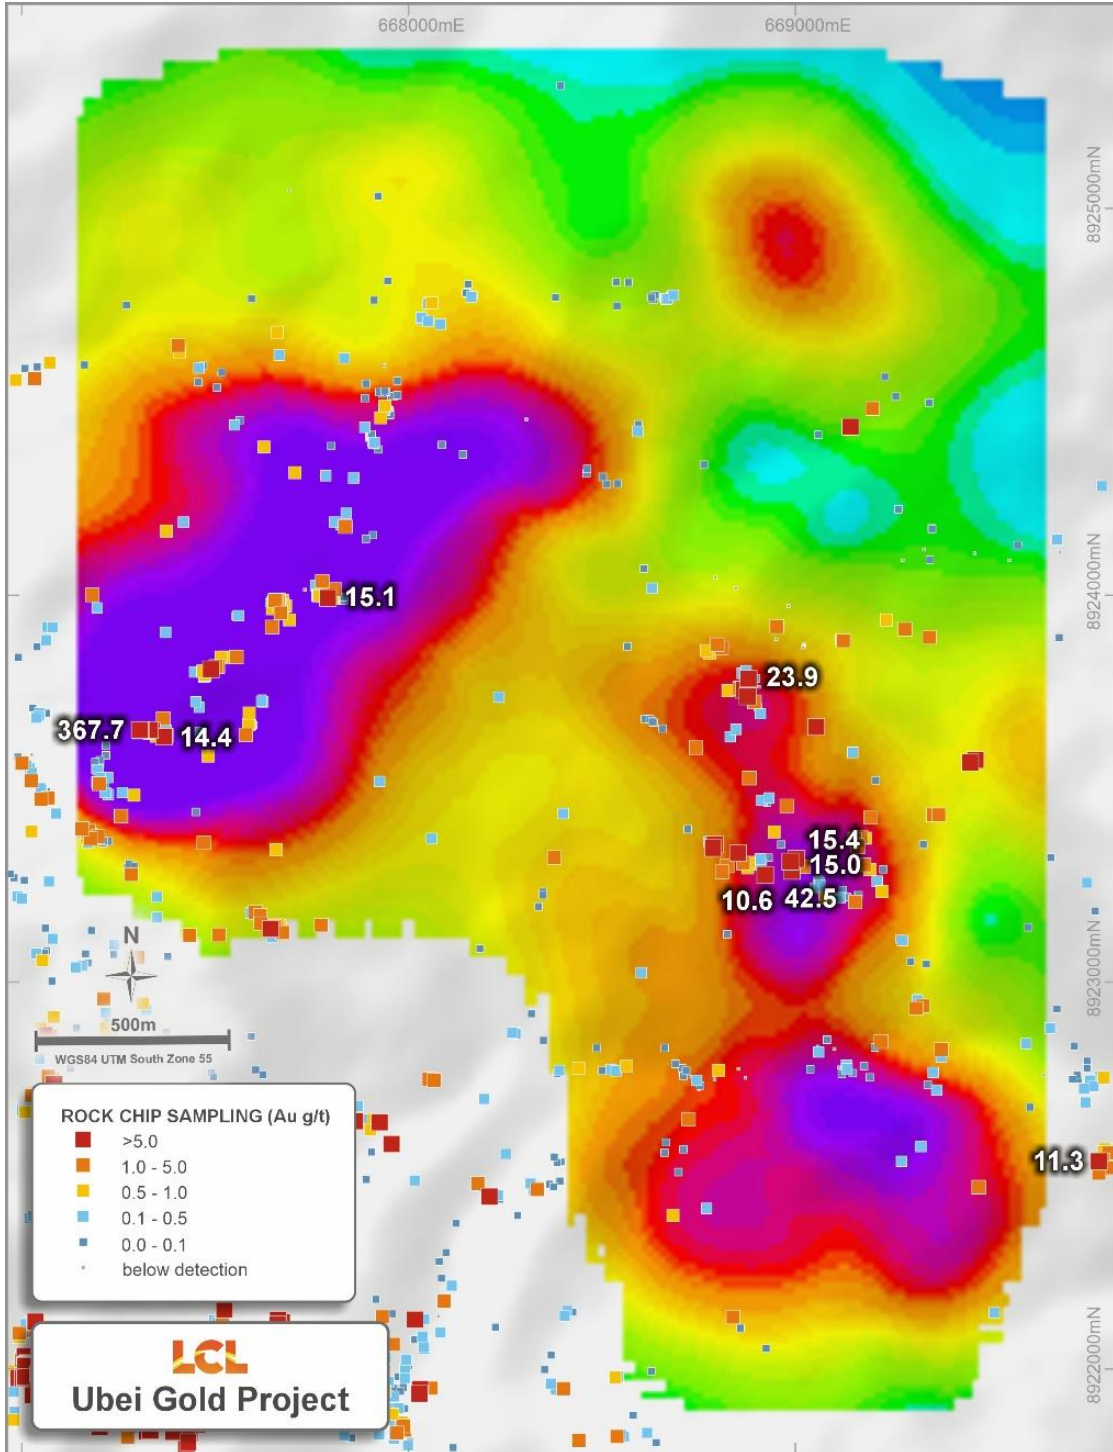 668000mE
669000mE
8925000mN
8924000mN
15.1
23.9
367.7
14.4
15.4
15.0
10.6
42.5
N
8923000mN
500m
WGS84 UTM South Zone 55
ROCK CHIP SAMPLING (Au g/t)
>5.0
1.0 - 5.0
0.5 - 1.0
0.1 - 0.5
0.0 - 0.1
below detection
11.3
LCL
Ubei Gold Project
8922000mN